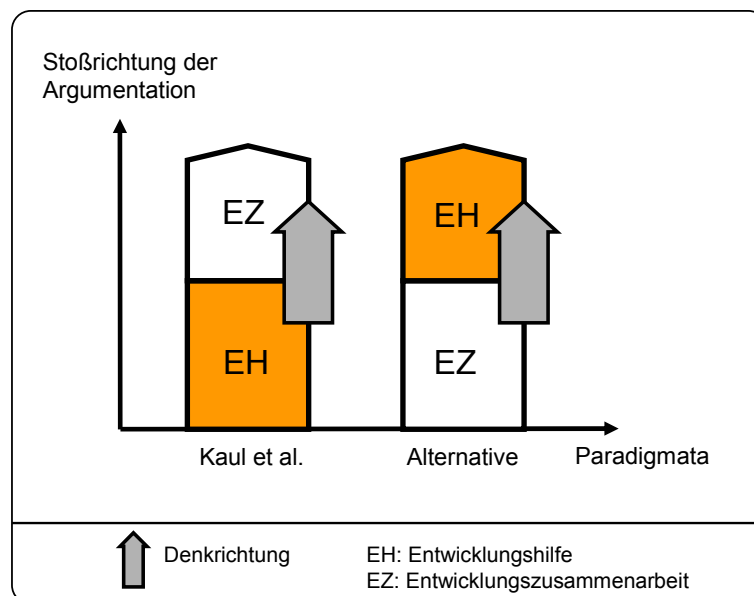 Stoßrichtung der
Argumentation
EZ
EH
EH
EZ
Kaul et al.
Alternative
Paradigmata
Denkrichtung
EH: Entwicklungshilfe
EZ: Entwicklungszusammenarbeit